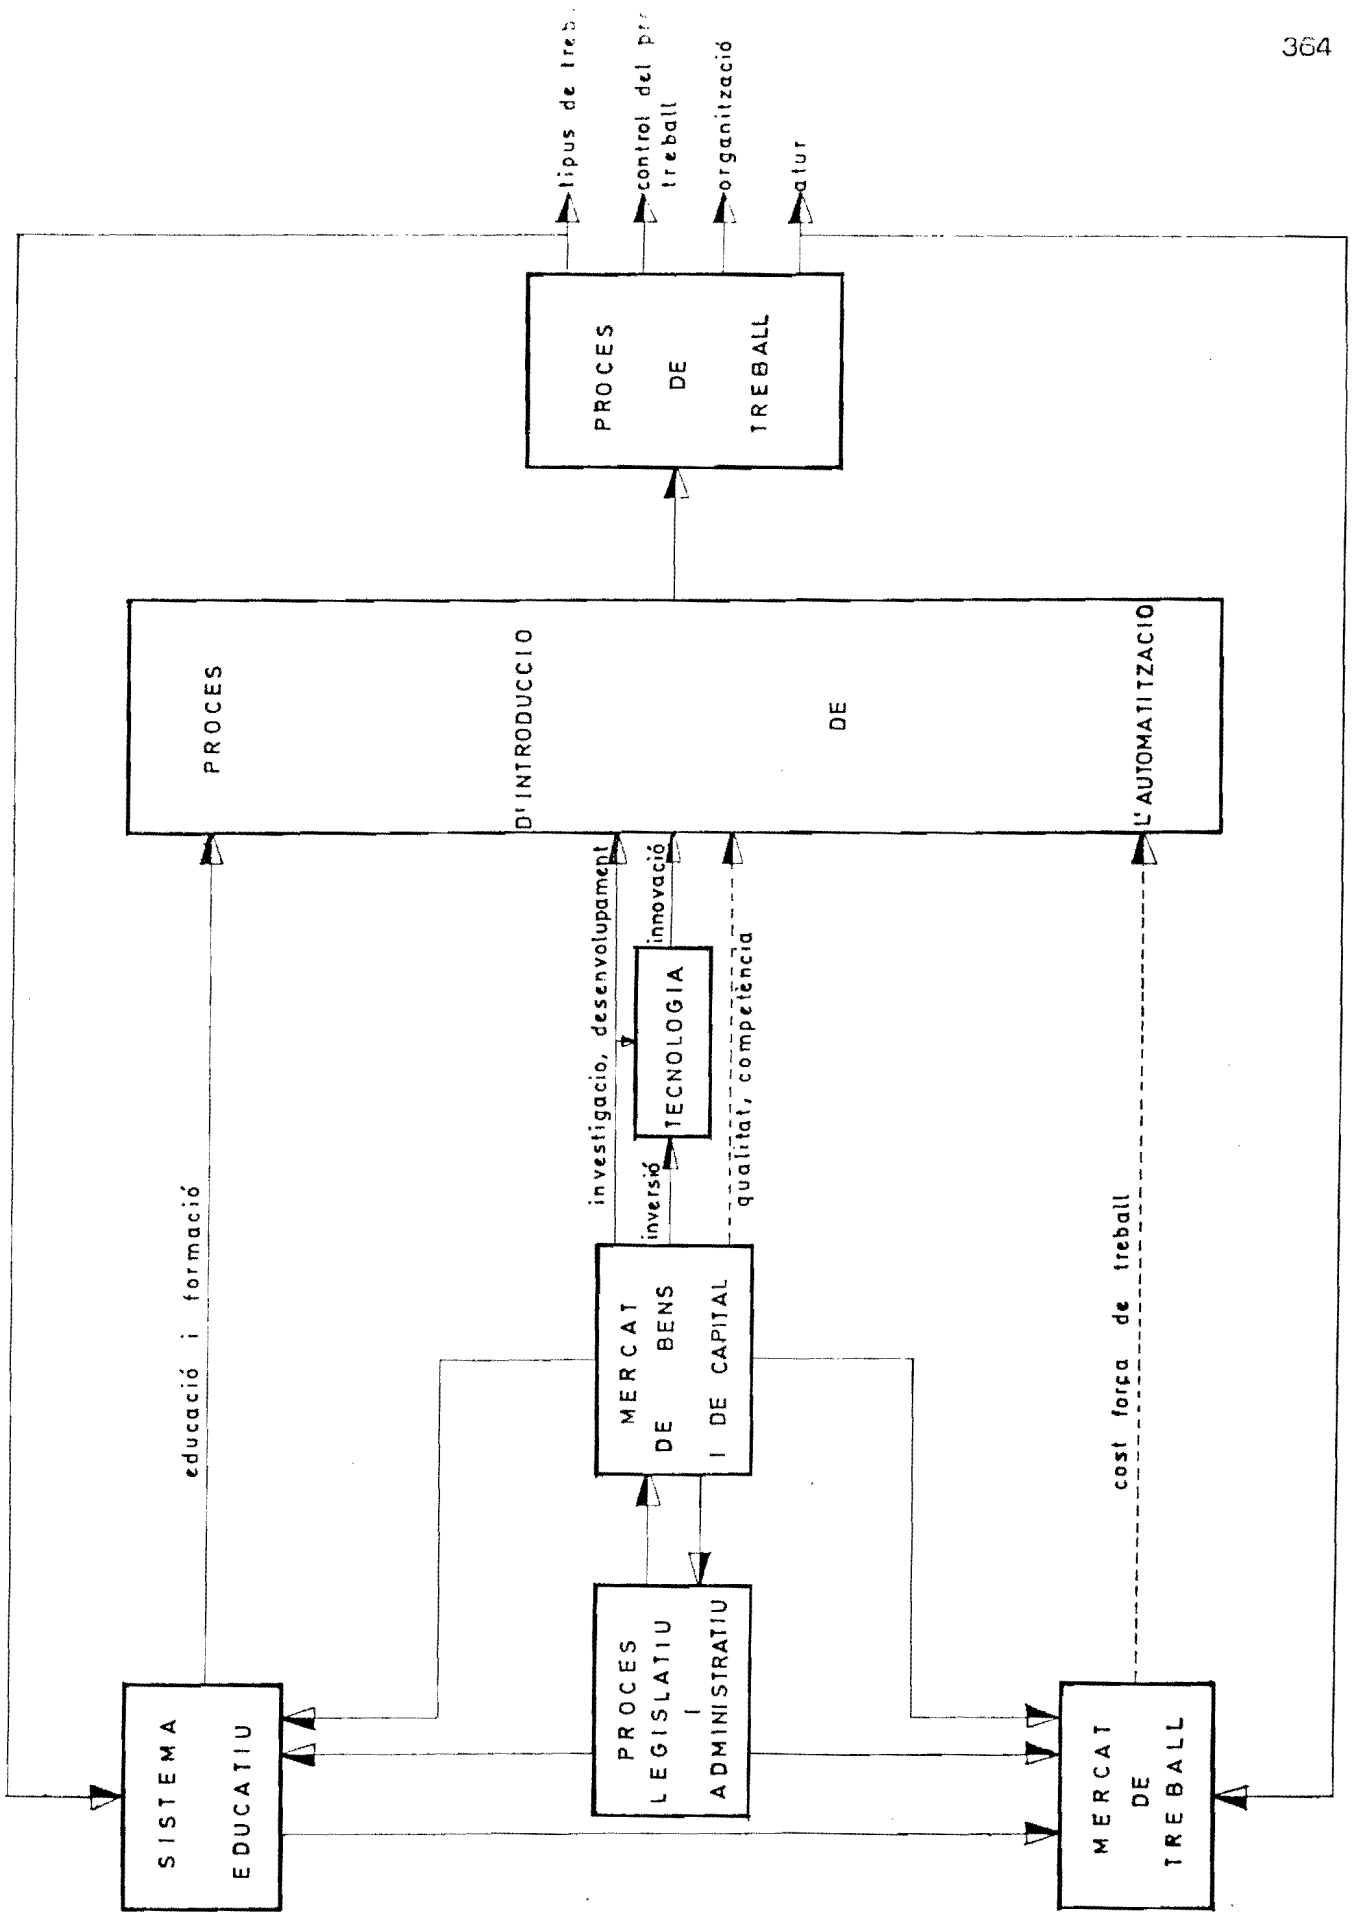 364
SISTEMA
EDUCATIU
educació i formació
PROCES
LEGISLATIU
I
ADMINISTRATIU
MERCAT
DE BENS
I DE CAPITAL
investigacio, desenvolupament
inversió
TECNOLOGIA
innovació
qualitat, competència
MERCAT
DE
TREBALL
cost força de treball
PROCES
D'INTRODUCCIO
DE
L'AUTOMATITZACIO
PROCES
DE
TREBALL
tipus de
control del
treball
organització
atur